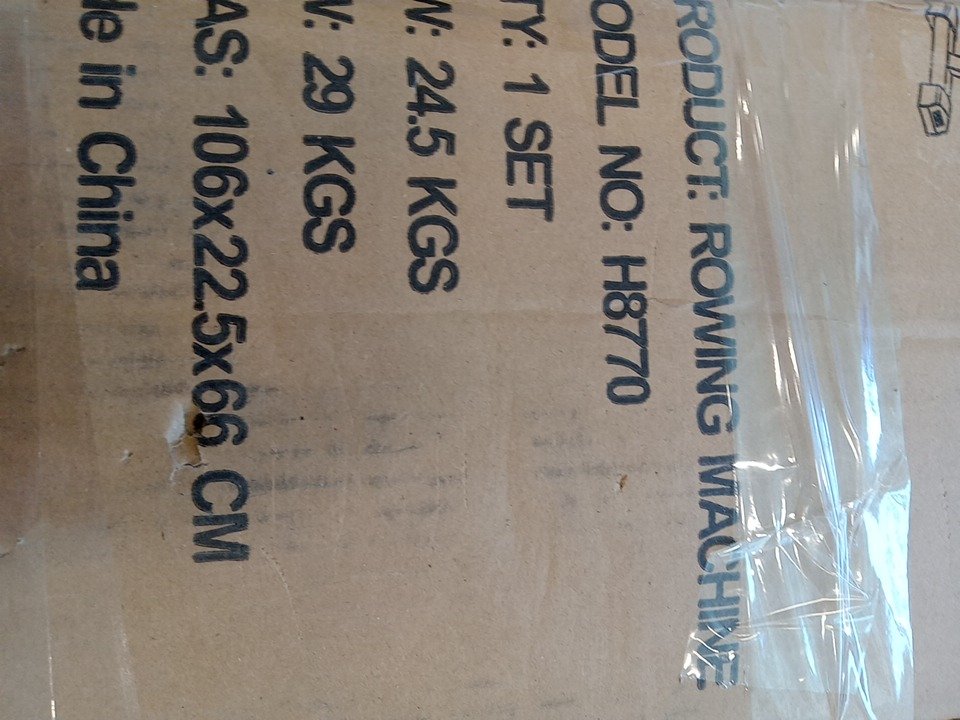 RODUCT: ROWING MACHINE
ODEL NO: H8770
TY: 1 SET
W: 24.5 KGS
W: 29 KGS
AS: 106x22.5x66 CM
de in China